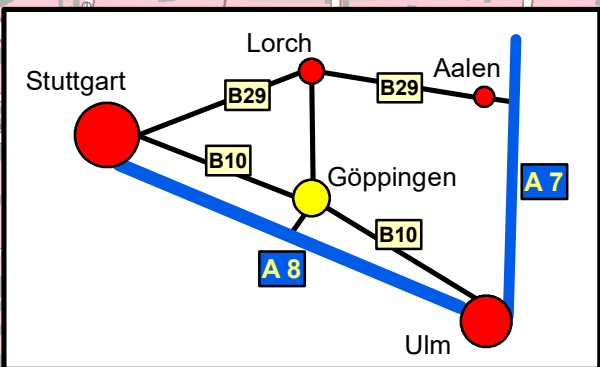 Lorch
Aalen
Stuttgart
B29
B29
B10
Göppingen
A 7
B10
A 8
Ulm